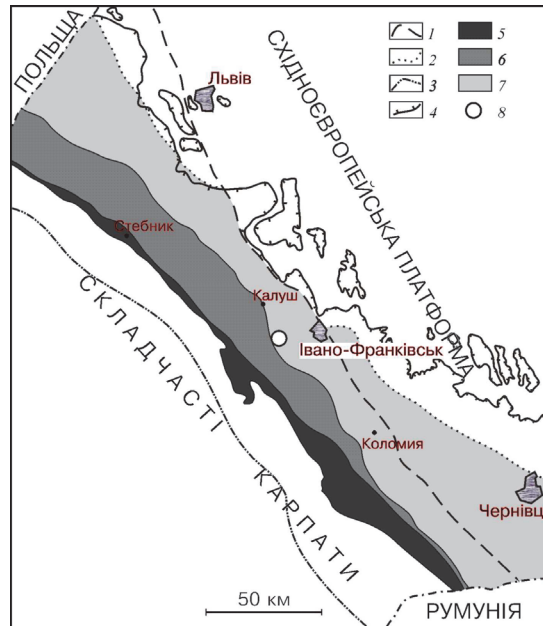 ПОЛЬЩА
Львів
1 5
2 6
3 7
4 8
СХІДНОЄВРОПЕЙСЬКА ПЛАТФОРМА
Стебник
Калуш
Івано-Франківськ
СКЛАДЧАСТІ КАРПАТИ
Коломия
Чернівц
50 км
РУМУНІЯ